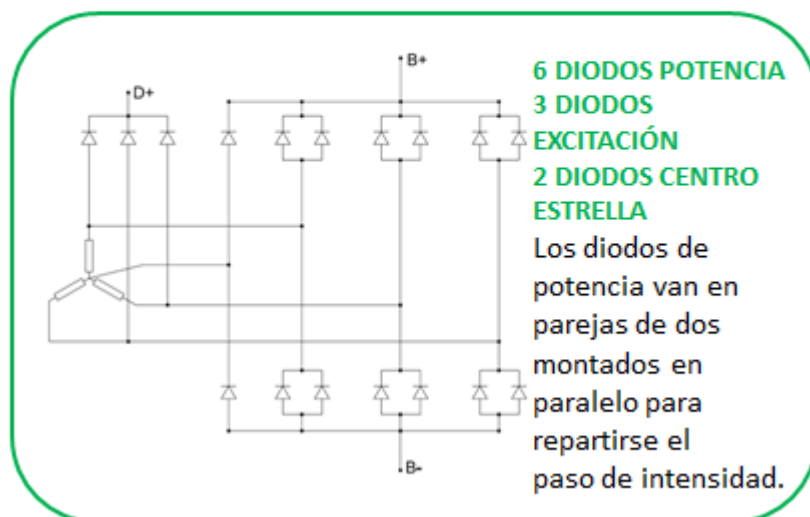 B+
D+
6 DIODOS POTENCIA
3 DIODOS
EXCITACIÓN
2 DIODOS CENTRO
ESTRELLA
Los diodos de
potencia van en
parejas de dos
montados en
paralelo para
repartirse el
paso de intensidad.
B-